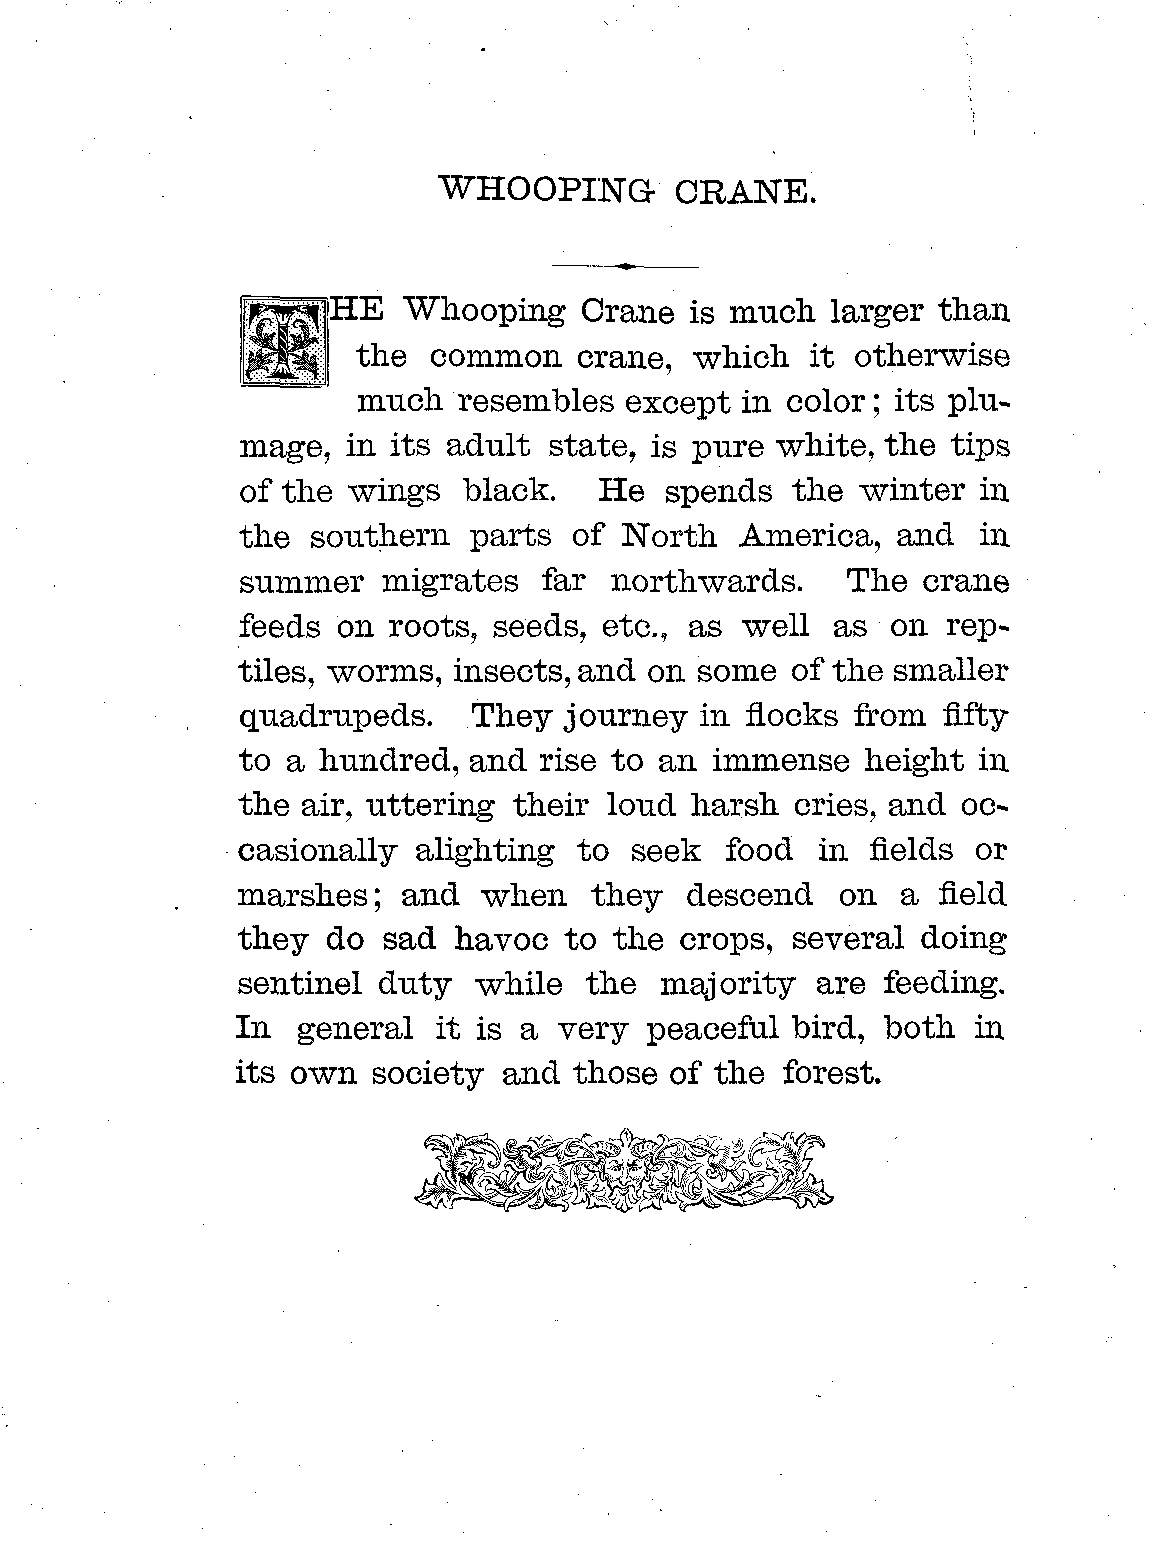 WHOOPING CRANE.
THE Whooping Crane is much larger than
the common crane, which it otherwise
much resembles except in color; its plu-
mage, in its adult state, is pure white, the tips
of the wings black. He spends the winter in
the southern parts of North America, and in
summer migrates far northwards. The crane
feeds on roots, seeds, etc., as well as on rep-
tiles, worms, insects, and on some of the smaller
quadrupeds. They journey in flocks from fifty
to a hundred, and rise to an immense height in
the air, uttering their loud harsh cries, and oc-
casionally alighting to seek food in fields or
marshes; and when they descend on a field
they do sad havoc to the crops, several doing
sentinel duty while the majority are feeding.
In general it is a very peaceful bird, both in
its own society and those of the forest.